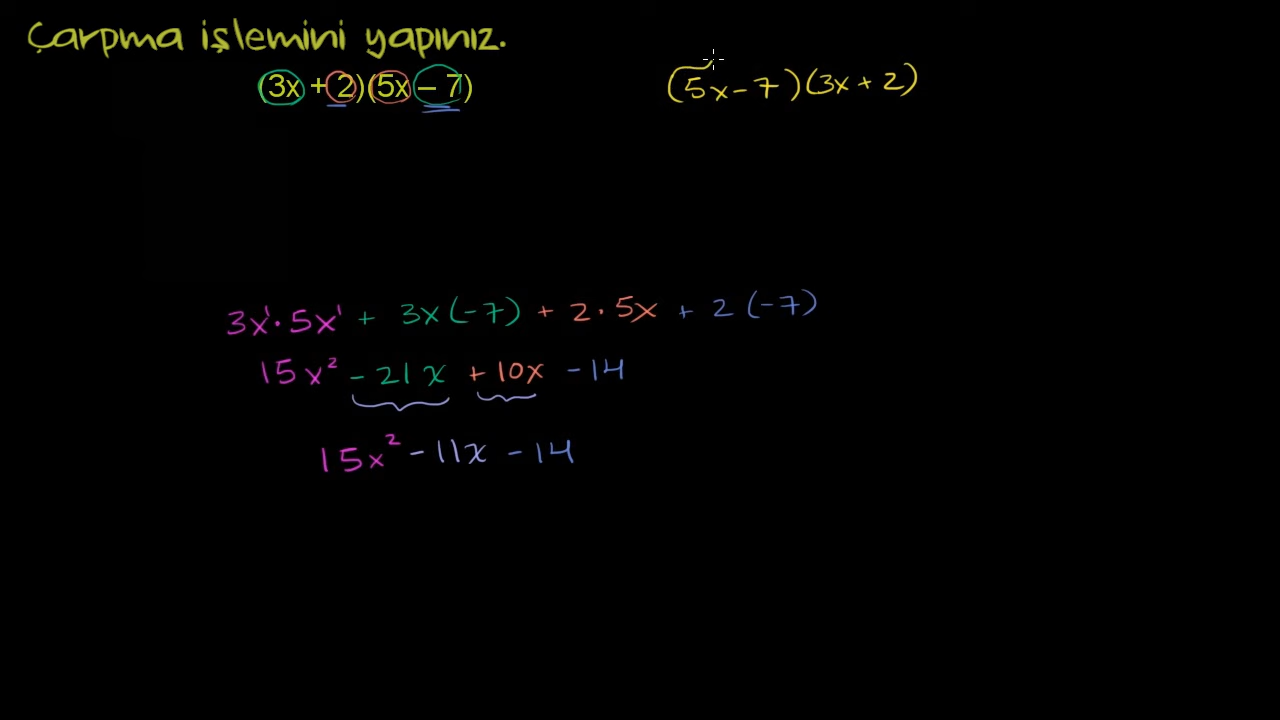 Çarpma işlemini yapınız.
(3x + 2)(5x – 7)
(5x - 7)(3x + 2)
3x¹ · 5x¹ + 3x(-7) + 2 · 5x + 2(-7)
15x² - 21x + 10x - 14
15x² - 11x - 14